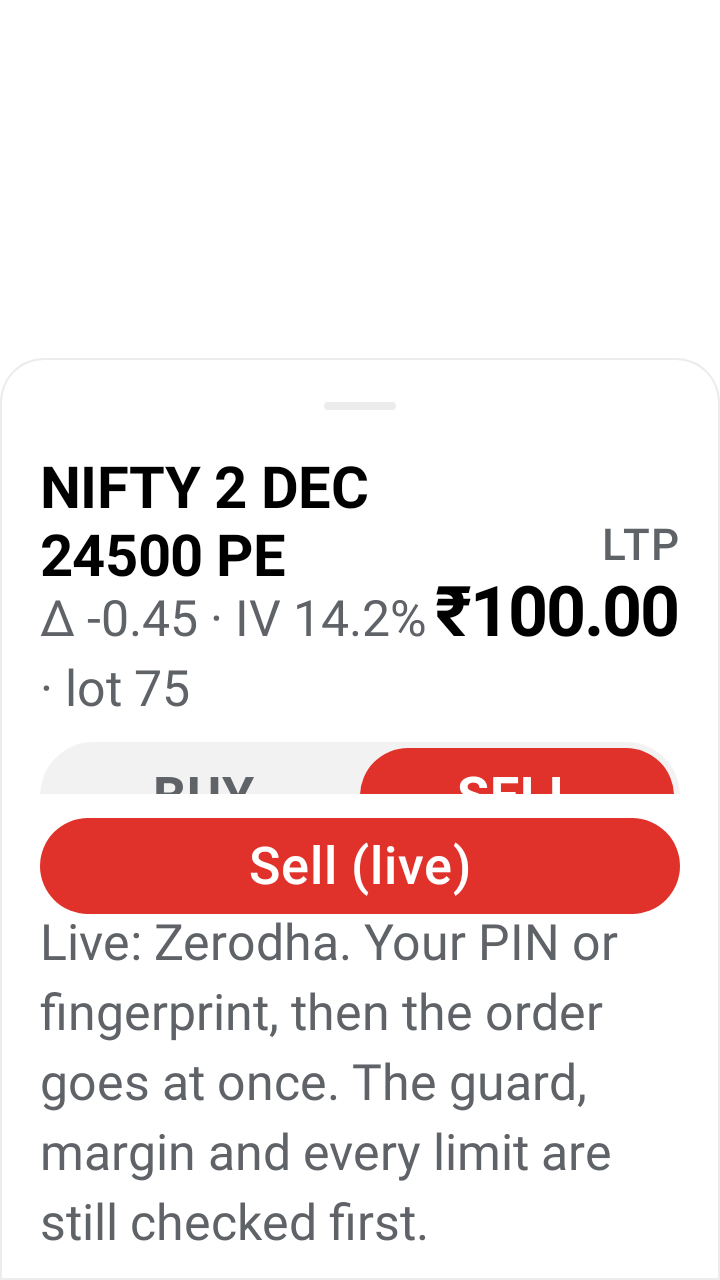 NIFTY 2 DEC
24500 PE
LTP
Δ -0.45 · IV 14.2%
₹100.00
· lot 75
BUY
SELL
Sell (live)
Live: Zerodha. Your PIN or
fingerprint, then the order
goes at once. The guard,
margin and every limit are
still checked first.